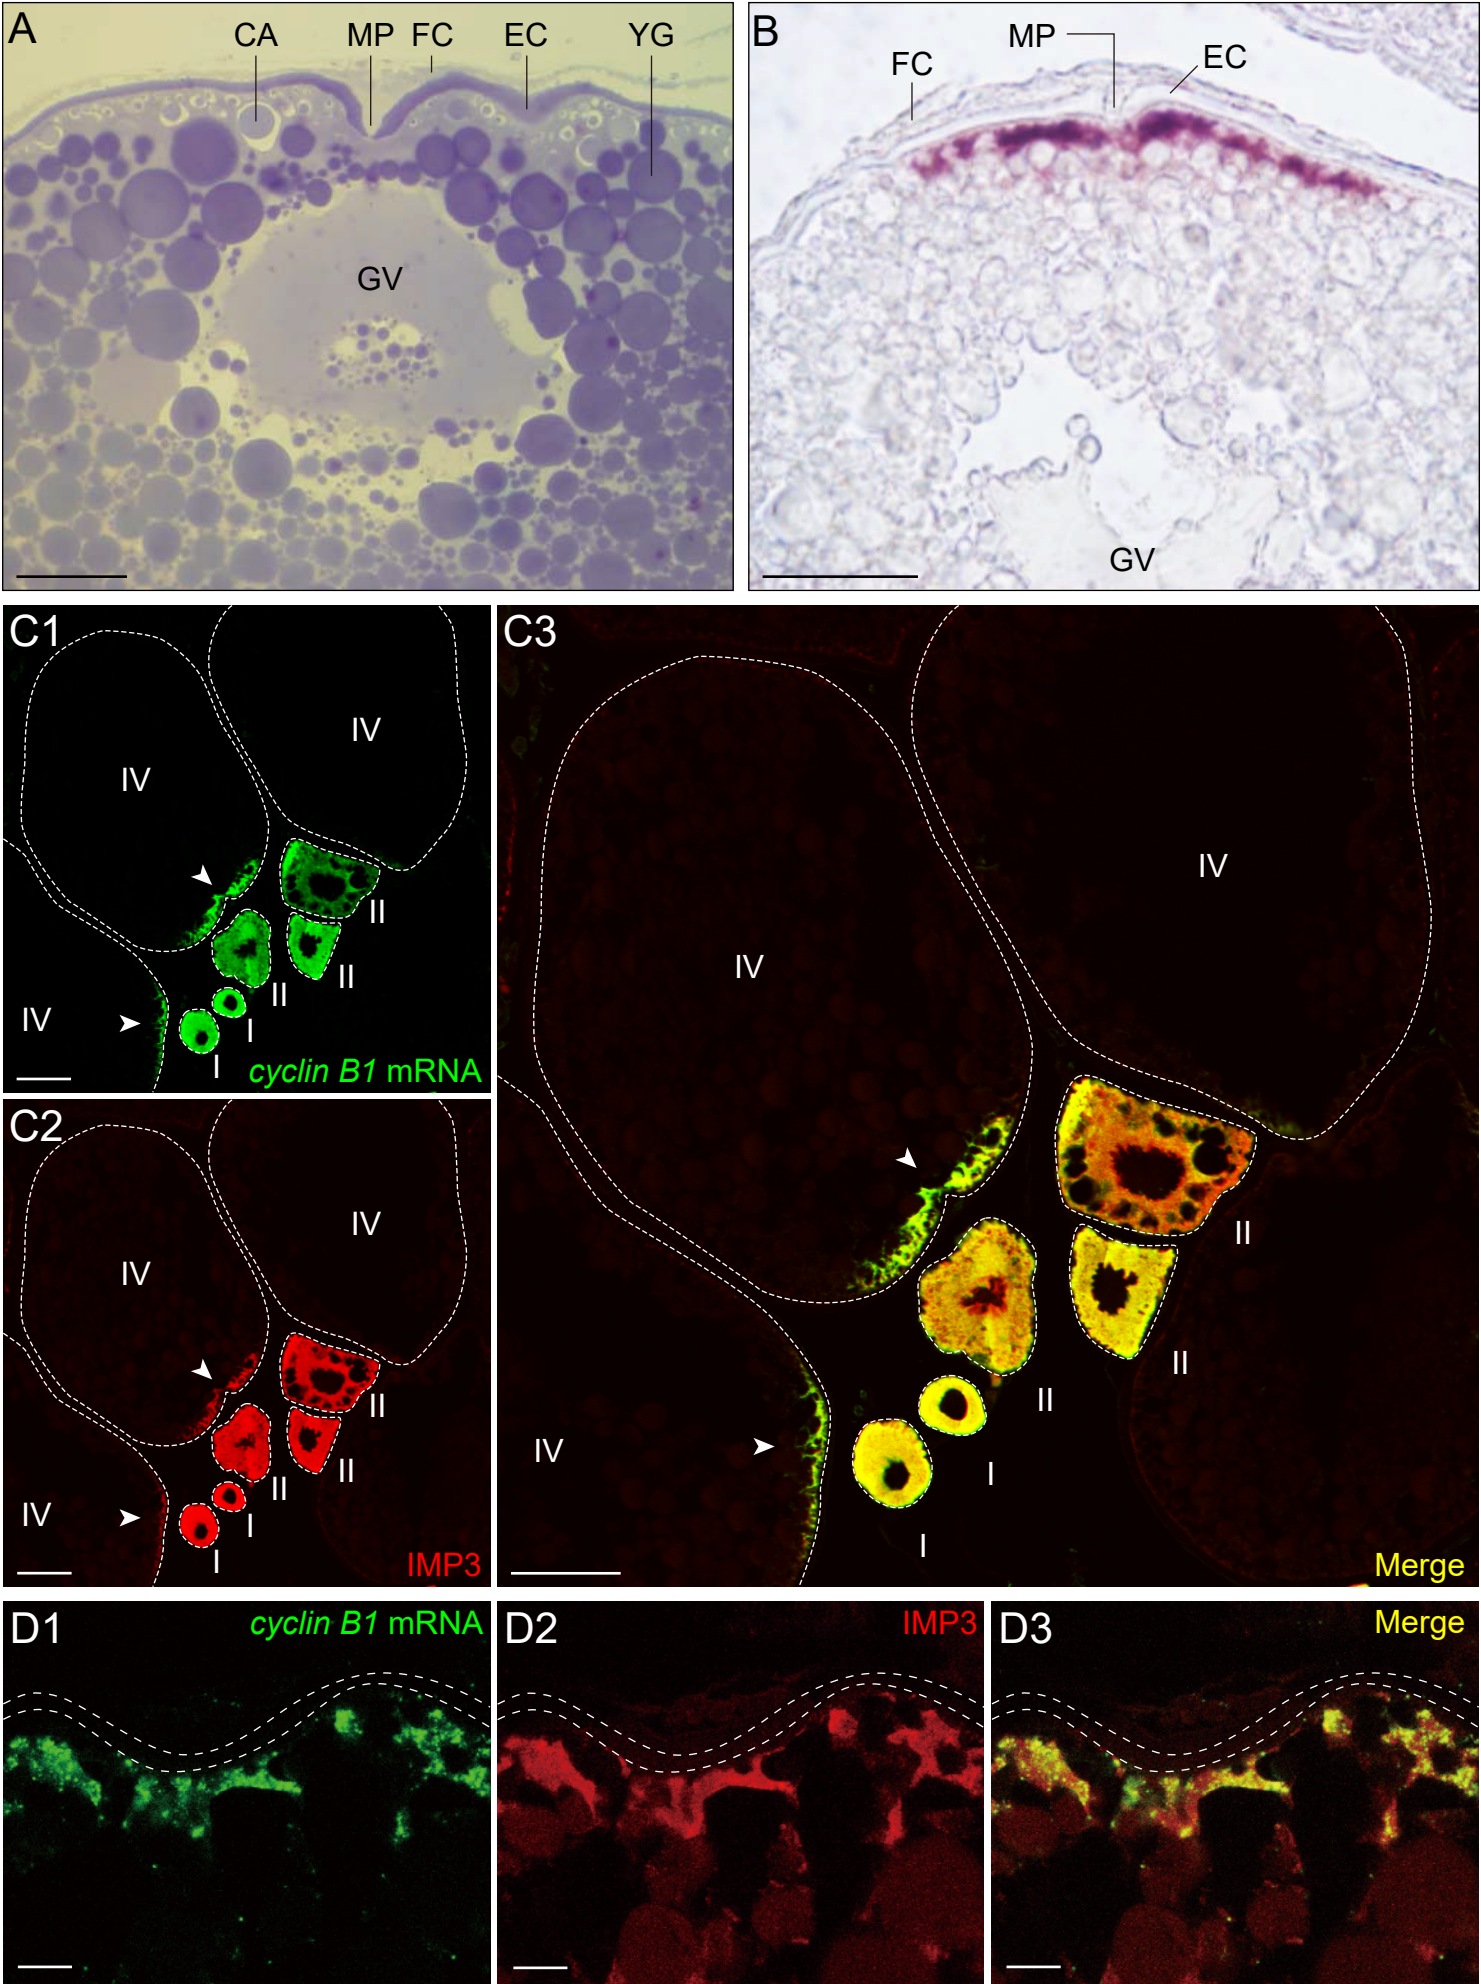 A
CA MP FC EC YG
GV
B
MP
FC
EC
GV
C1
IV
IV
II
II
II
IV
I
I
cyclin B1 mRNA
C2
IV
IV
II
II
II
IV
I
I
IMP3
C3
IV
IV
II
II
II
IV
I
I
Merge
D1
cyclin B1 mRNA
D2
IMP3
D3
Merge